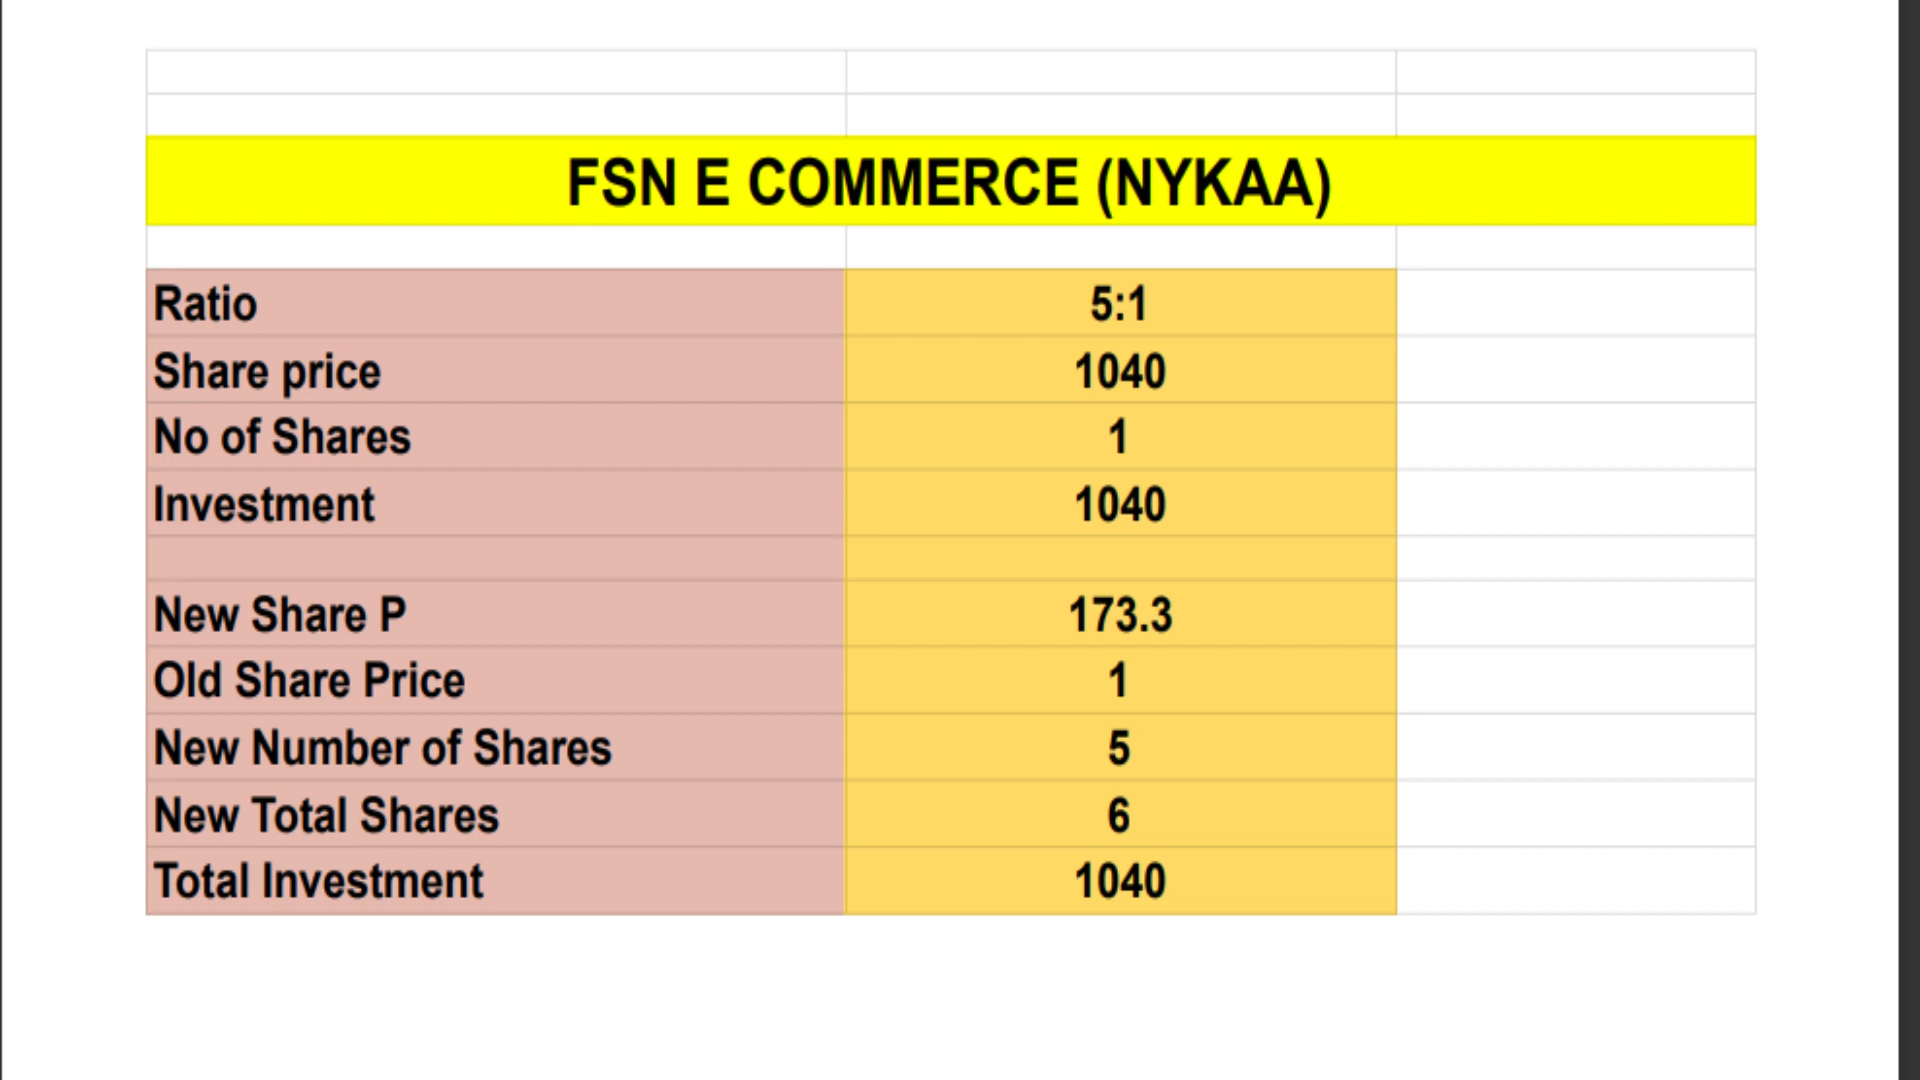 FSN E COMMERCE (NYKAA)
Ratio 5:1
Share price 1040
No of Shares 1
Investment 1040
New Share P 173.3
Old Share Price 1
New Number of Shares 5
New Total Shares 6
Total Investment 1040